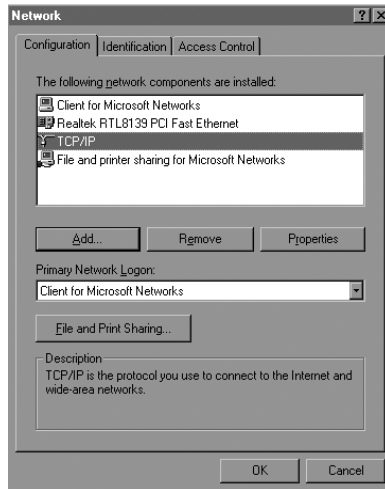 Network
Configuration Identification Access Control
The following network components are installed:
Client for Microsoft Networks
Realtek RTL8139 PCI Fast Ethernet
TCP/IP
File and printer sharing for Microsoft Networks
Add... Remove Properties
Primary Network Logon:
Client for Microsoft Networks
File and Print Sharing...
Description
TCP/IP is the protocol you use to connect to the Internet and
wide-area networks.
OK Cancel